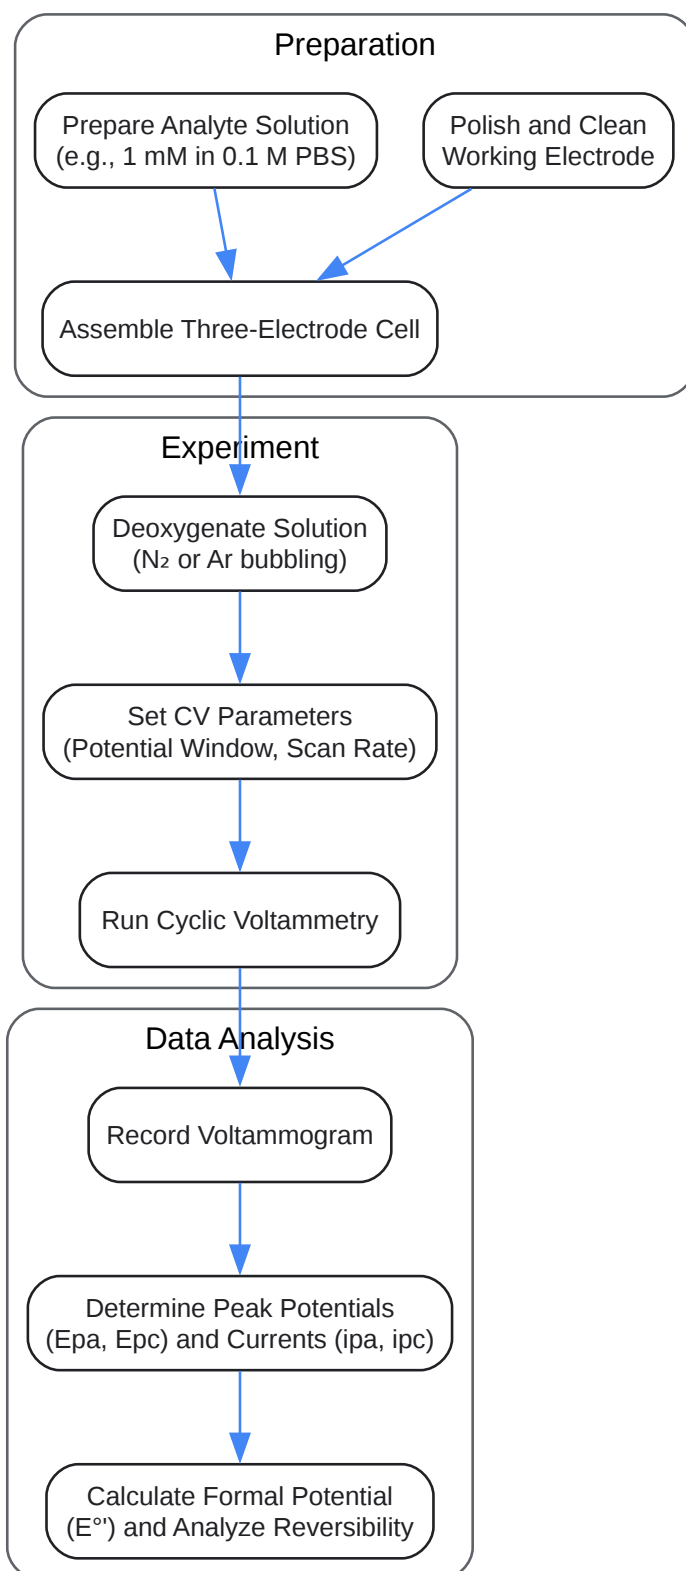 Preparation
Prepare Analyte Solution
(e.g., 1 mM in 0.1 M PBS)
Polish and Clean
Working Electrode
Assemble Three-Electrode Cell
Experiment
Deoxygenate Solution
(N₂ or Ar bubbling)
Set CV Parameters
(Potential Window, Scan Rate)
Run Cyclic Voltammetry
Data Analysis
Record Voltammogram
Determine Peak Potentials
(Epa, Epc) and Currents (ipa, ipc)
Calculate Formal Potential
(E°') and Analyze Reversibility